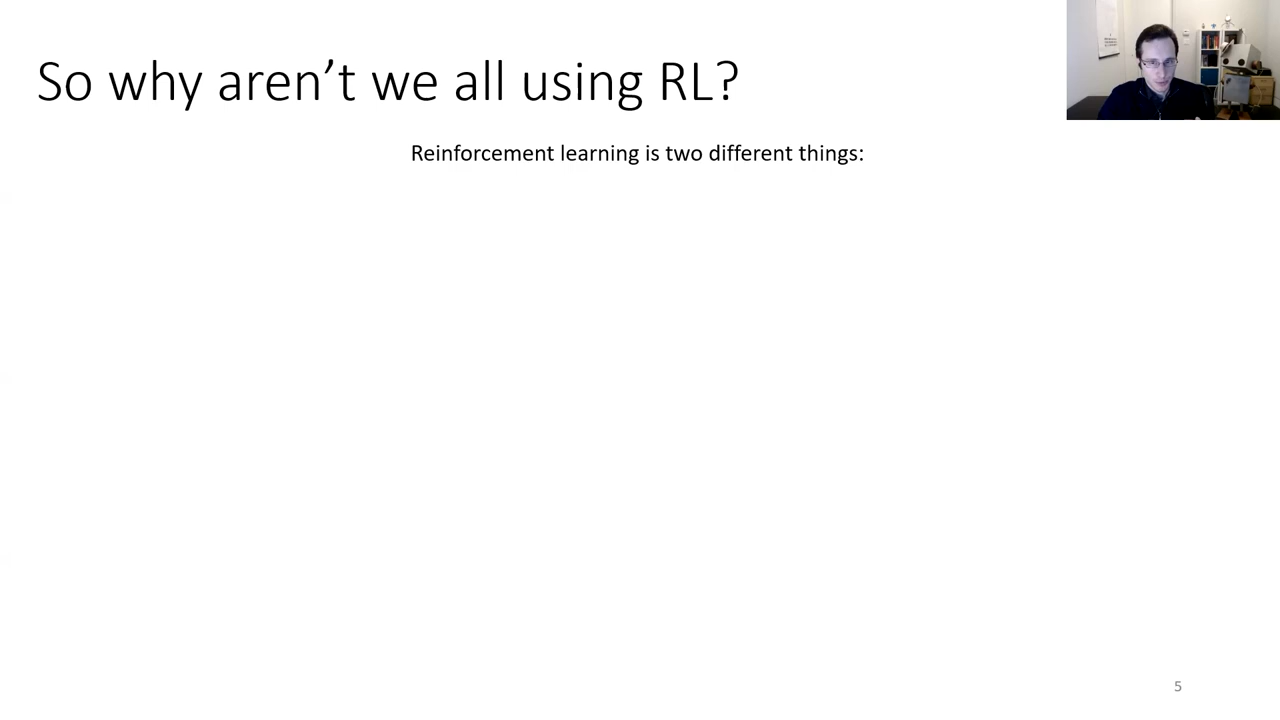 So why aren’t we all using RL?
Reinforcement learning is two different things:
5